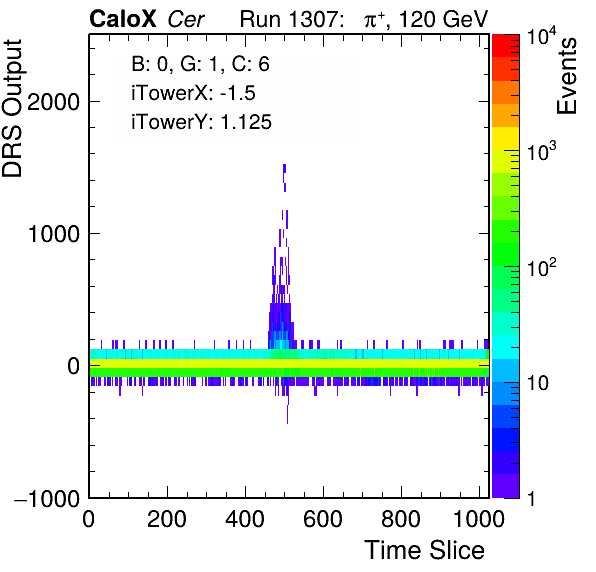 CaloX Cer Run 1307: π⁺, 120 GeV
B: 0, G: 1, C: 6
iTowerX: -1.5
iTowerY: 1.125
DRS Output
2000
1000
0
−1000
0 200 400 600 800 1000
Time Slice
Events
10⁴
10³
10²
10
1